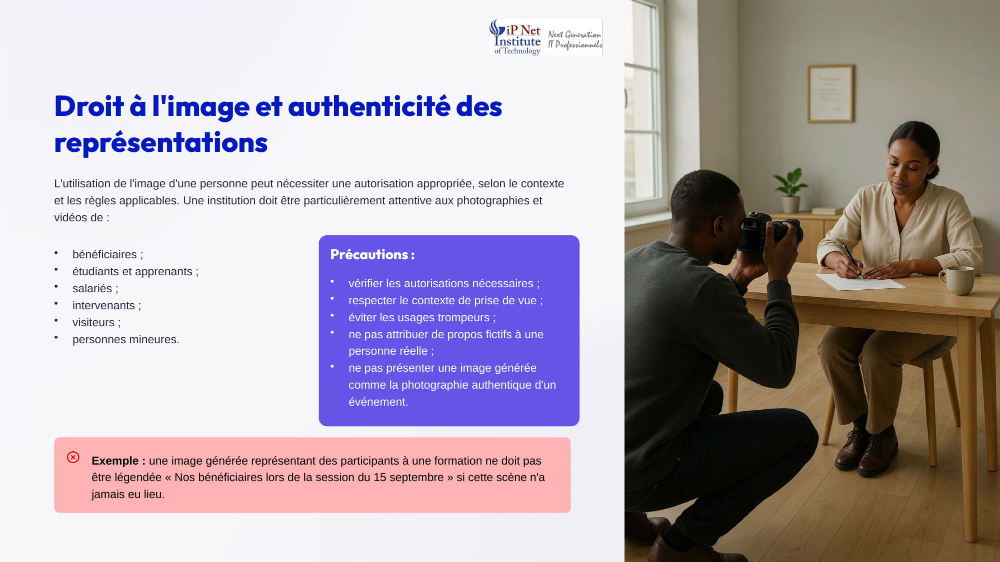 iP Net
Institute
of Technology
Next Generation
IT Professionnels
Droit à l'image et authenticité des
représentations
L'utilisation de l'image d'une personne peut nécessiter une autorisation appropriée, selon le contexte
et les règles applicables. Une institution doit être particulièrement attentive aux photographies et
vidéos de :
• bénéficiaires ;
• étudiants et apprenants ;
• salariés ;
• intervenants ;
• visiteurs ;
• personnes mineures.
Précautions :
• vérifier les autorisations nécessaires ;
• respecter le contexte de prise de vue ;
• éviter les usages trompeurs ;
• ne pas attribuer de propos fictifs à une
personne réelle ;
• ne pas présenter une image générée
comme la photographie authentique d'un
événement.
Exemple : une image générée représentant des participants à une formation ne doit pas
être légendée « Nos bénéficiaires lors de la session du 15 septembre » si cette scène n'a
jamais eu lieu.